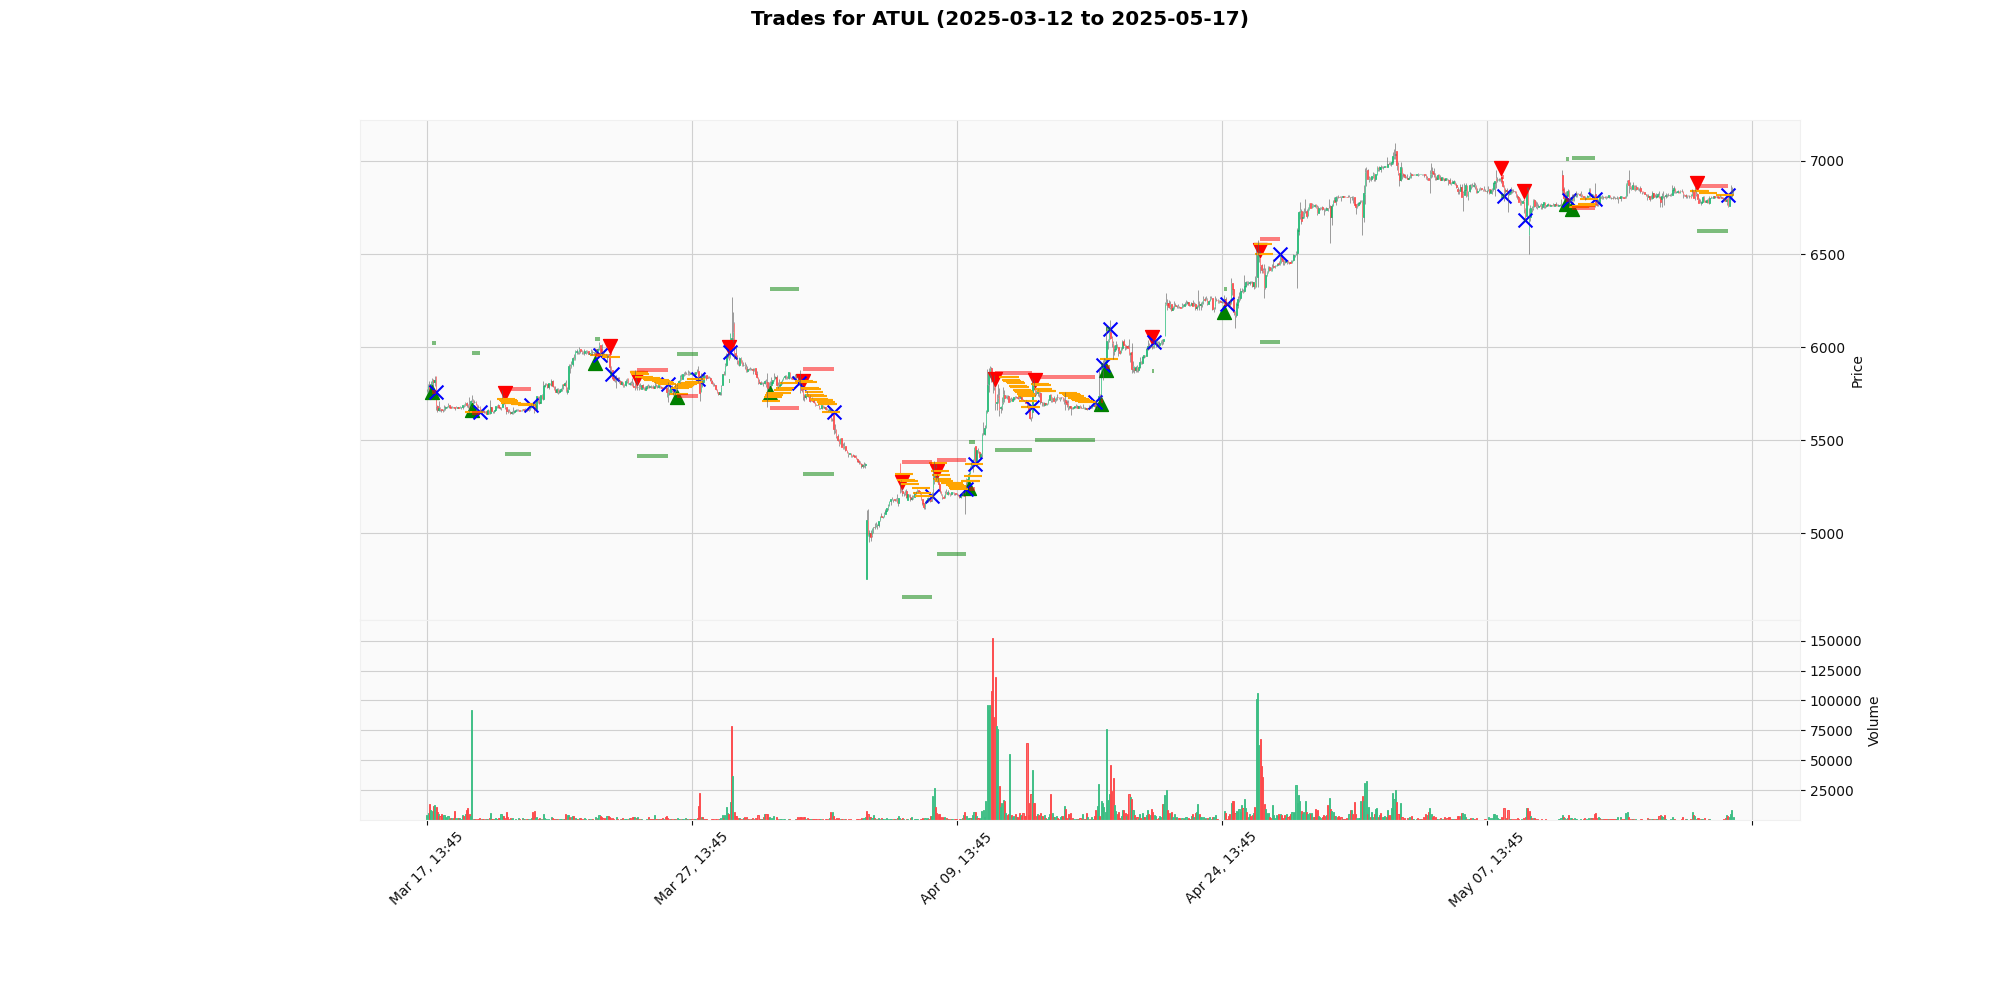 Trades for ATUL (2025-03-12 to 2025-05-17)
7000
6500
6000
5500
5000
Price
150000
125000
100000
75000
50000
25000
Volume
Mar 17, 13:45
Mar 27, 13:45
Apr 09, 13:45
Apr 24, 13:45
May 07, 13:45